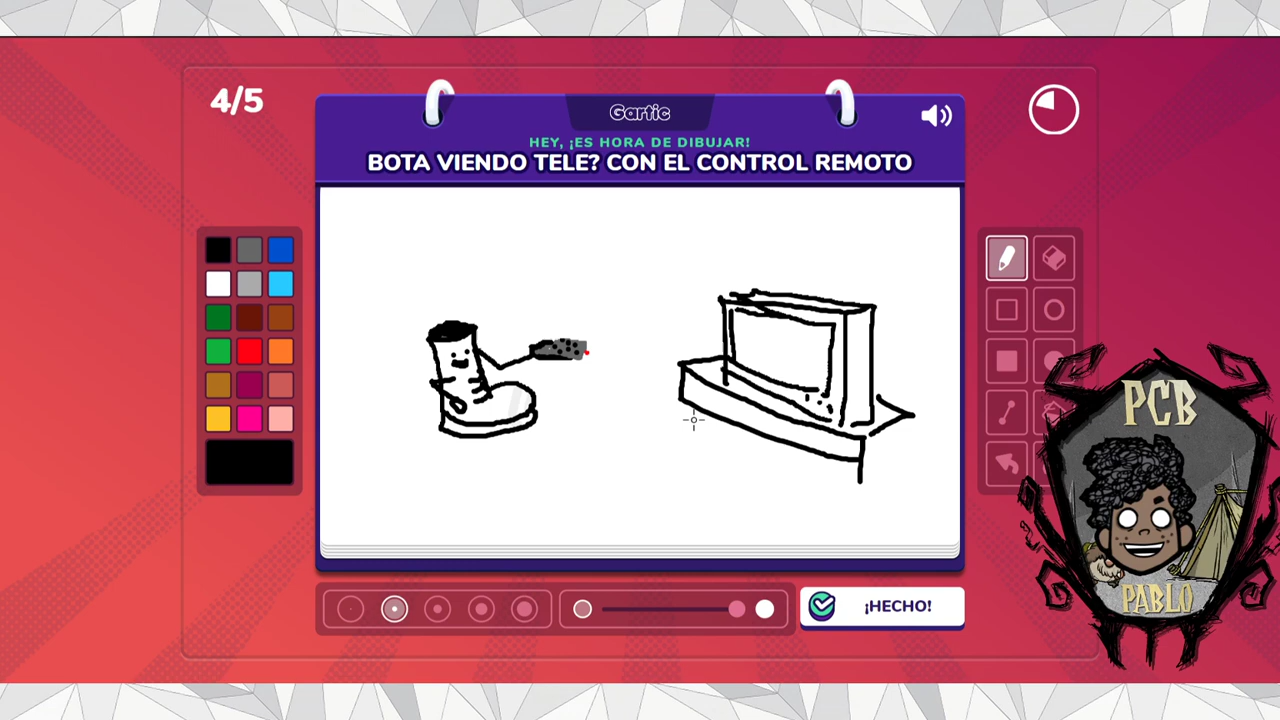 4/5
Gartic
HEY, ¡ES HORA DE DIBUJAR!
BOTA VIENDO TELE? CON EL CONTROL REMOTO
PCB
PABLO
¡HECHO!